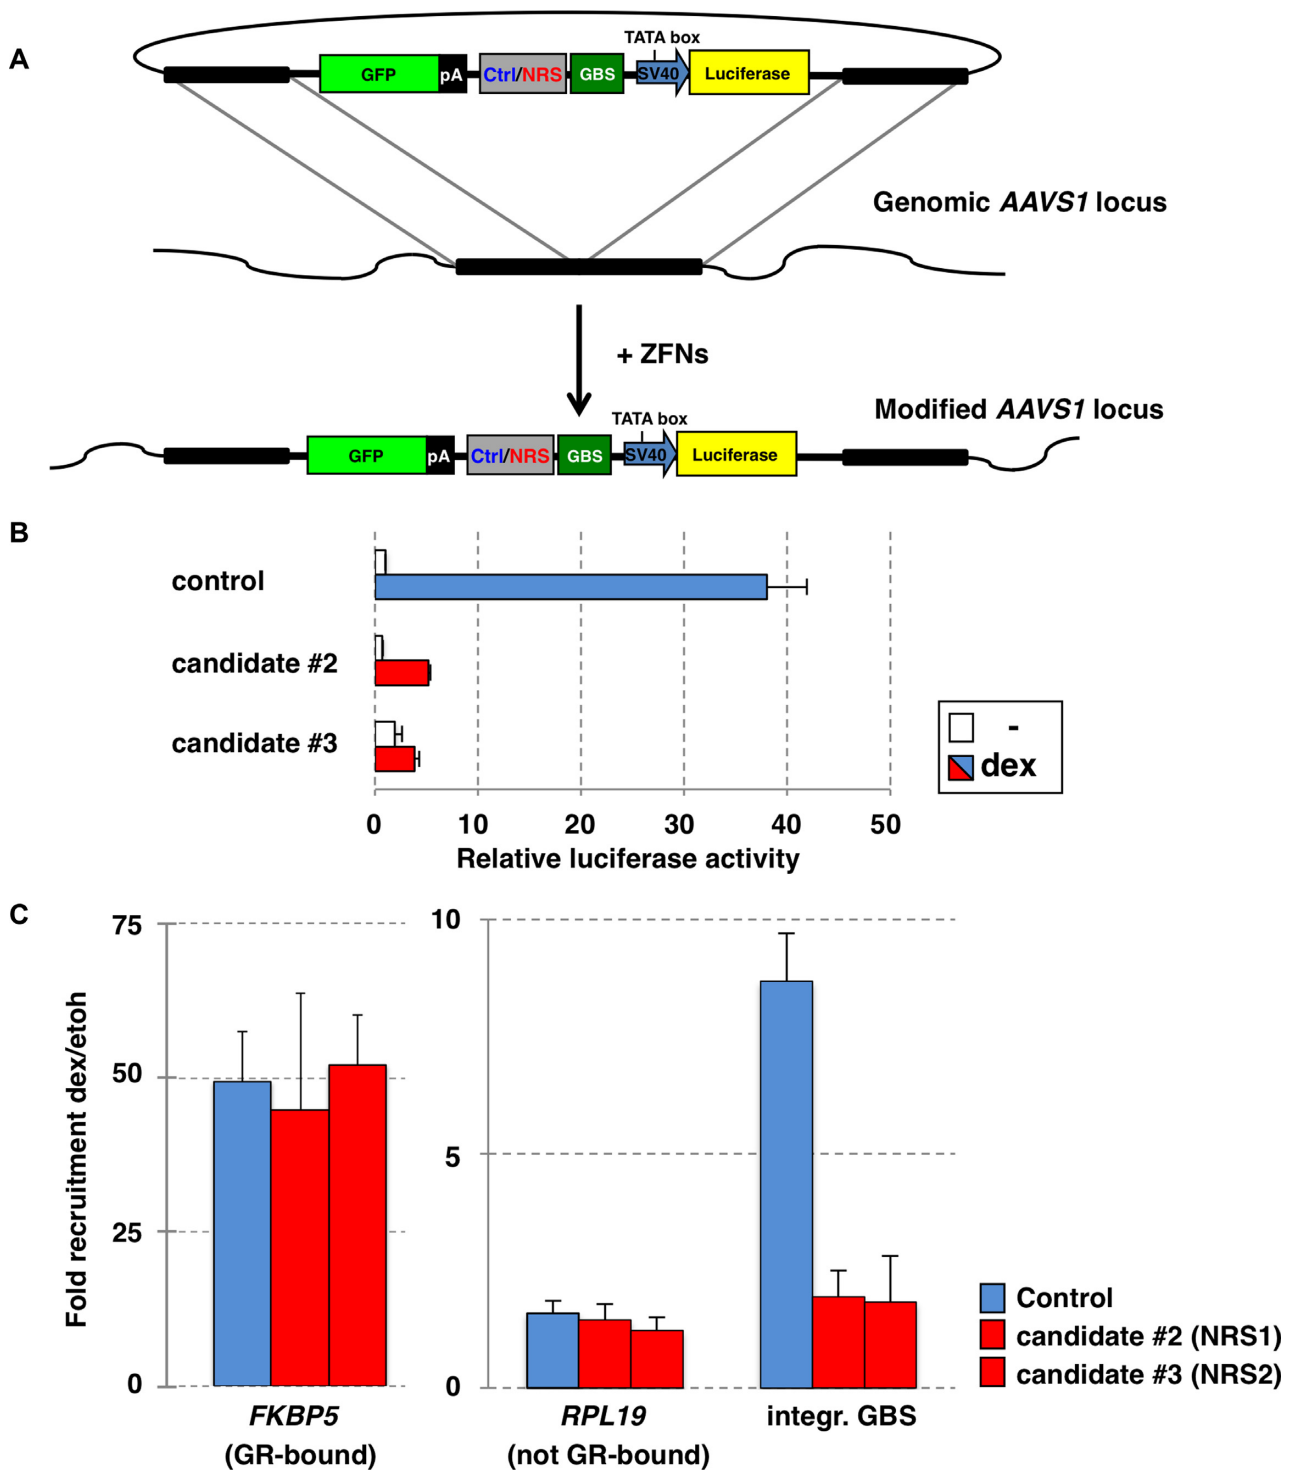 A
TATA box
GFP pA Ctrl/NRS GBS SV40 Luciferase
Genomic AAVS1 locus
+ ZFNs
Modified AAVS1 locus
TATA box
GFP pA Ctrl/NRS GBS SV40 Luciferase
B
control
candidate #2
candidate #3
-
dex
0 10 20 30 40 50
Relative luciferase activity
C
Fold recruitment dex/etoh
75
50
25
0
10
5
0
FKBP5
(GR-bound)
RPL19
(not GR-bound)
integr. GBS
Control
candidate #2 (NRS1)
candidate #3 (NRS2)